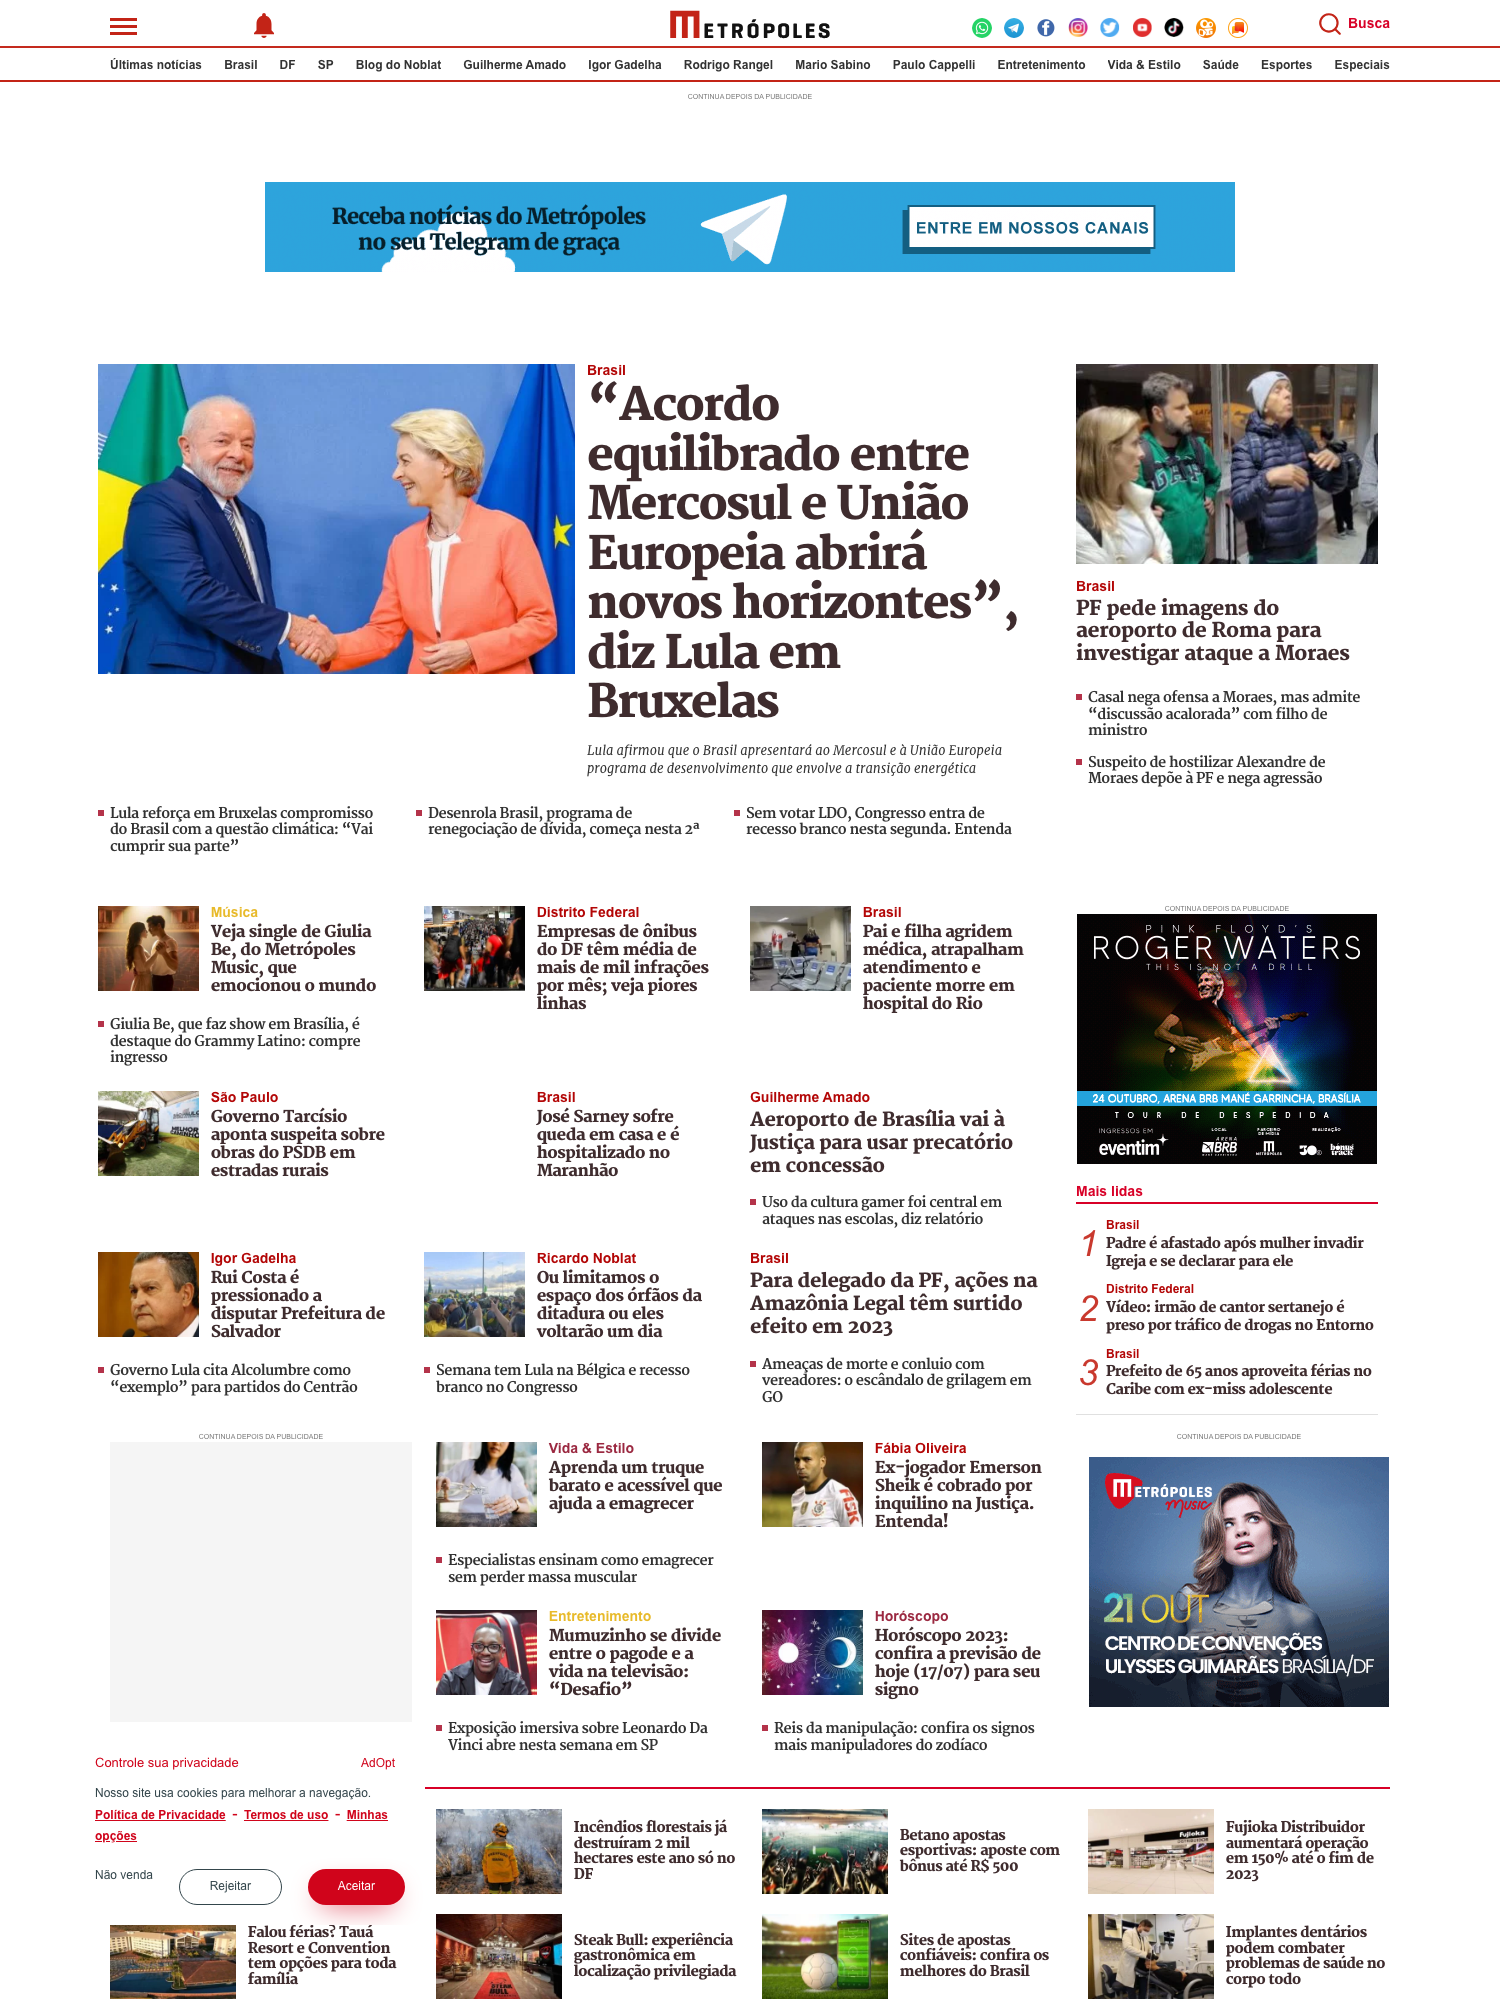 METRÓPOLES
Busca
Últimas notícias Brasil DF SP Blog do Noblat Guilherme Amado Igor Gadelha Rodrigo Rangel Mario Sabino Paulo Cappelli Entretenimento Vida & Estilo Saúde Esportes Especiais
CONTINUA DEPOIS DA PUBLICIDADE
Receba notícias do Metrópoles
no seu Telegram de graça
ENTRE EM NOSSOS CANAIS
Brasil
“Acordo
equilibrado entre
Mercosul e União
Europeia abrirá
novos horizontes”,
diz Lula em
Bruxelas
Lula afirmou que o Brasil apresentará ao Mercosul e à União Europeia
programa de desenvolvimento que envolve a transição energética
Brasil
PF pede imagens do
aeroporto de Roma para
investigar ataque a Moraes
Casal nega ofensa a Moraes, mas admite
“discussão acalorada” com filho de
ministro
Suspeito de hostilizar Alexandre de
Moraes depõe à PF e nega agressão
Lula reforça em Bruxelas compromisso
do Brasil com a questão climática: “Vai
cumprir sua parte”
Desenrola Brasil, programa de
renegociação de dívida, começa nesta 2ª
Sem votar LDO, Congresso entra de
recesso branco nesta segunda. Entenda
Música
Veja single de Giulia
Be, do Metrópoles
Music, que
emocionou o mundo
Giulia Be, que faz show em Brasília, é
destaque do Grammy Latino: compre
ingresso
Distrito Federal
Empresas de ônibus
do DF têm média de
mais de mil infrações
por mês; veja piores
linhas
Brasil
Pai e filha agridem
médica, atrapalham
atendimento e
paciente morre em
hospital do Rio
CONTINUA DEPOIS DA PUBLICIDADE
PINK FLOYD'S
ROGER WATERS
THIS IS NOT A DRILL
24 OUTUBRO, ARENA BRB MANÉ GARRINCHA, BRASÍLIA
TOUR DE DESPEDIDA
INGRESSOS EM
eventim
LOCAL
ARENA
BRB
PARCEIRO
DE MÍDIA
METRÓPOLES
REALIZAÇÃO
30e
bonus
track
São Paulo
Governo Tarcísio
aponta suspeita sobre
obras do PSDB em
estradas rurais
Brasil
José Sarney sofre
queda em casa e é
hospitalizado no
Maranhão
Guilherme Amado
Aeroporto de Brasília vai à
Justiça para usar precatório
em concessão
Uso da cultura gamer foi central em
ataques nas escolas, diz relatório
Mais lidas
1
Brasil
Padre é afastado após mulher invadir
Igreja e se declarar para ele
2
Distrito Federal
Vídeo: irmão de cantor sertanejo é
preso por tráfico de drogas no Entorno
3
Brasil
Prefeito de 65 anos aproveita férias no
Caribe com ex-miss adolescente
Igor Gadelha
Rui Costa é
pressionado a
disputar Prefeitura de
Salvador
Governo Lula cita Alcolumbre como
“exemplo” para partidos do Centrão
Ricardo Noblat
Ou limitamos o
espaço dos órfãos da
ditadura ou eles
voltarão um dia
Semana tem Lula na Bélgica e recesso
branco no Congresso
Brasil
Para delegado da PF, ações na
Amazônia Legal têm surtido
efeito em 2023
Ameaças de morte e conluio com
vereadores: o escândalo de grilagem em
GO
CONTINUA DEPOIS DA PUBLICIDADE
Vida & Estilo
Aprenda um truque
barato e acessível que
ajuda a emagrecer
Especialistas ensinam como emagrecer
sem perder massa muscular
Fábia Oliveira
Ex-jogador Emerson
Sheik é cobrado por
inquilino na Justiça.
Entenda!
CONTINUA DEPOIS DA PUBLICIDADE
METRÓPOLES
Music
21 OUT
CENTRO DE CONVENÇÕES
ULYSSES GUIMARÃES BRASÍLIA/DF
Entretenimento
Mumuzinho se divide
entre o pagode e a
vida na televisão:
“Desafio”
Exposição imersiva sobre Leonardo Da
Vinci abre nesta semana em SP
Horóscopo
Horóscopo 2023:
confira a previsão de
hoje (17/07) para seu
signo
Reis da manipulação: confira os signos
mais manipuladores do zodíaco
Controle sua privacidade AdOpt
Nosso site usa cookies para melhorar a navegação.
Política de Privacidade - Termos de uso - Minhas
opções
Não venda Rejeitar Aceitar
Incêndios florestais já
destruíram 2 mil
hectares este ano só no
DF
Betano apostas
esportivas: aposte com
bônus até R$ 500
Fujioka
Fujioka Distribuidor
aumentará operação
em 150% até o fim de
2023
Falou férias? Tauá
Resort e Convention
tem opções para toda
família
Steak Bull: experiência
gastronômica em
localização privilegiada
Sites de apostas
confiáveis: confira os
melhores do Brasil
Implantes dentários
podem combater
problemas de saúde no
corpo todo